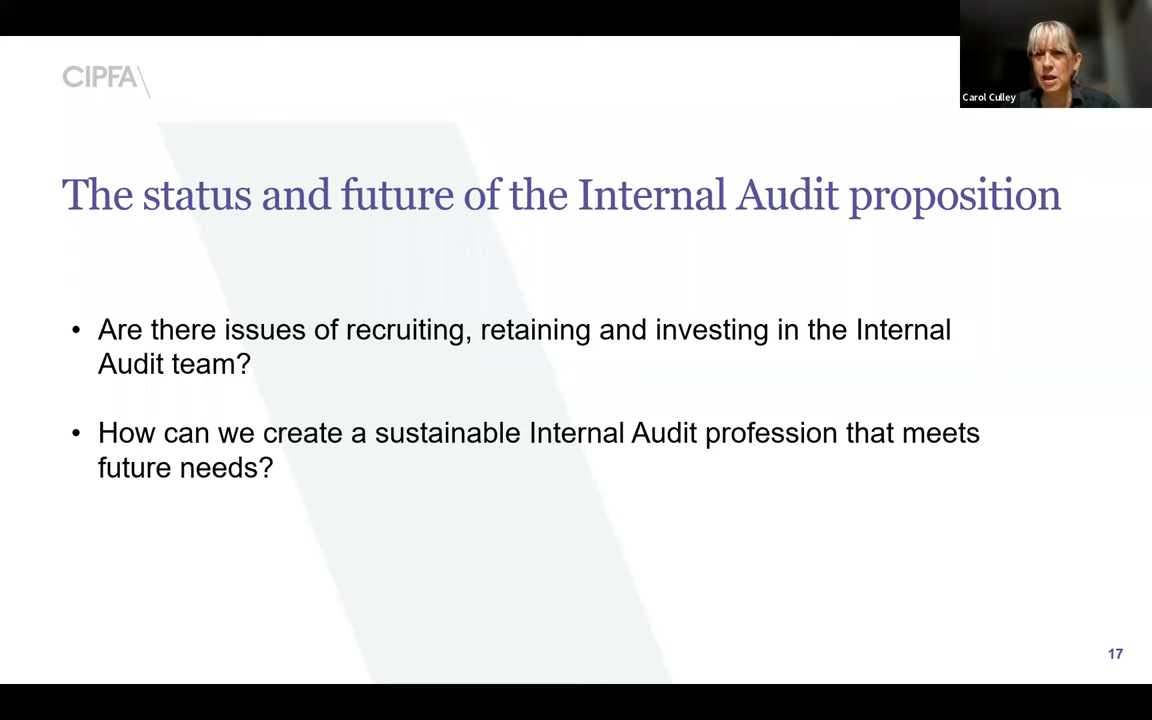 CIPFA
Carol Culley
The status and future of the Internal Audit proposition
• Are there issues of recruiting, retaining and investing in the Internal
Audit team?
• How can we create a sustainable Internal Audit profession that meets
future needs?
17